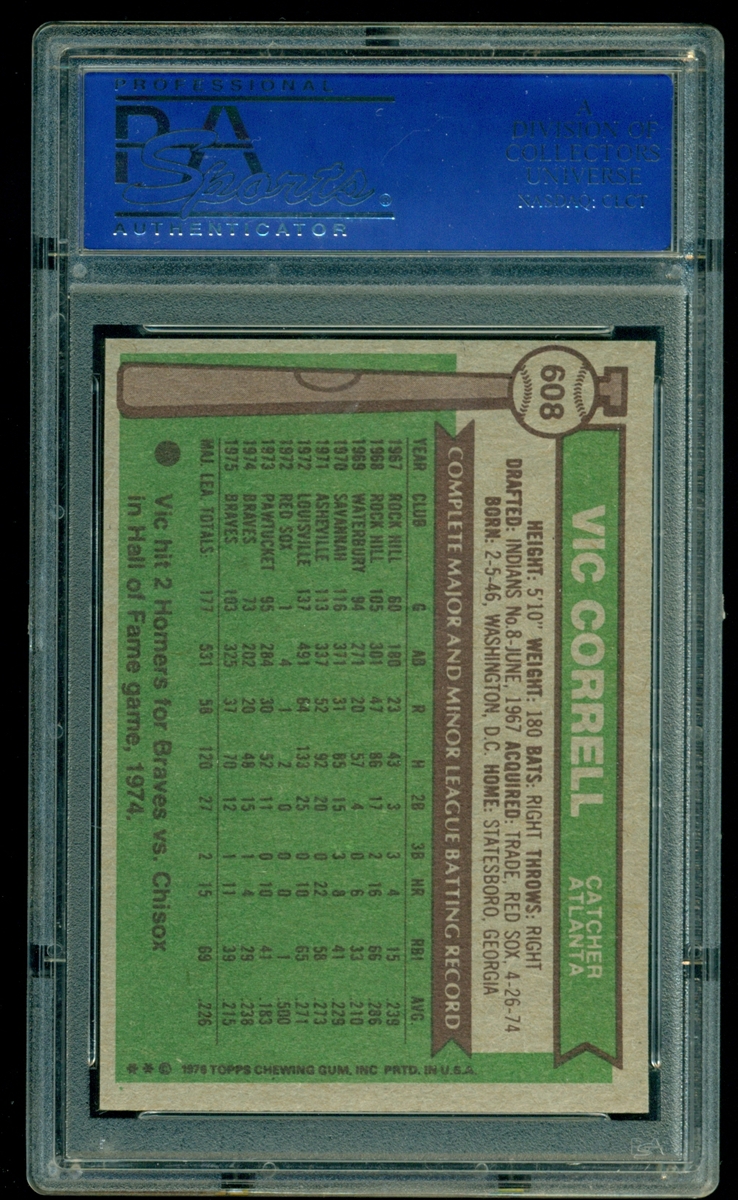 PROFESSIONAL
PSA
Sports
AUTHENTICATOR
A
DIVISION OF
COLLECTORS
UNIVERSE
NASDAQ: CLCT
608
VIC CORRELL
CATCHER
ATLANTA
HEIGHT: 5'10" WEIGHT: 180 BATS: RIGHT THROWS: RIGHT
DRAFTED: INDIANS No.8-JUNE, 1967 ACQUIRED: TRADE, RED SOX, 4-26-74
BORN: 2-5-46, WASHINGTON, D.C. HOME: STATESBORO, GEORGIA
COMPLETE MAJOR AND MINOR LEAGUE BATTING RECORD
YEAR CLUB G AB R H 2B 3B HR RBI AVG.
1967 ROCK HILL 60 180 23 43 3 3 4 15 .239
1968 ROCK HILL 105 301 47 86 17 2 16 66 .286
1969 WATERBURY 94 271 20 57 4 0 6 33 .210
1970 SAVANNAH 116 371 31 85 15 3 8 41 .229
1971 ASHEVILLE 113 337 52 92 20 0 22 58 .273
1972 LOUISVILLE 137 491 64 133 25 0 10 65 .271
1972 RED SOX 1 4 1 2 0 0 0 1 .500
1973 PAWTUCKET 95 284 30 52 11 0 10 41 .183
1974 BRAVES 73 202 20 48 15 1 4 29 .238
1975 BRAVES 103 325 37 70 12 1 11 39 .215
MAJ. LEA. TOTALS: 177 531 58 120 27 2 15 69 .226
Vic hit 2 Homers for Braves vs. Chisox
in Hall of Fame game, 1974.
** © 1976 TOPPS CHEWING GUM, INC PRTD. IN U.S.A.